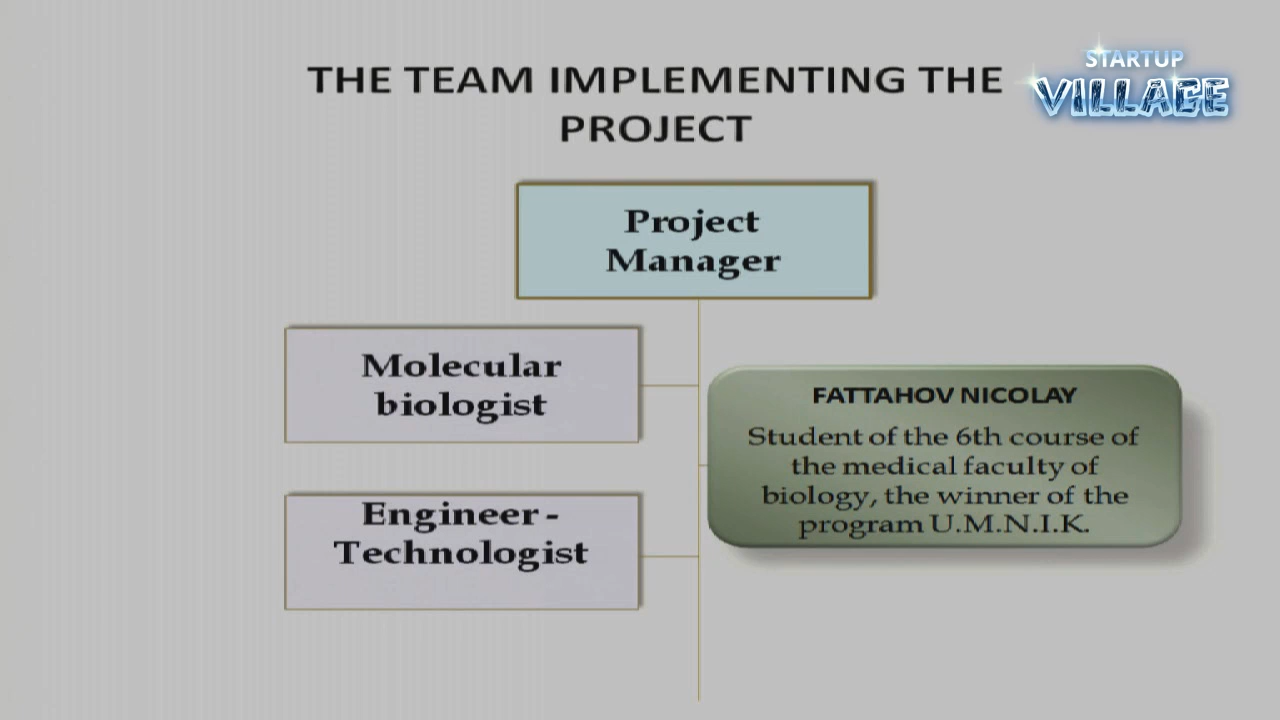 THE TEAM IMPLEMENTING THE
PROJECT
STARTUP
VILLAGE
Project
Manager
Molecular
biologist
FATTAHOV NICOLAY
Student of the 6th course of
the medical faculty of
biology, the winner of the
program U.M.N.I.K.
Engineer -
Technologist